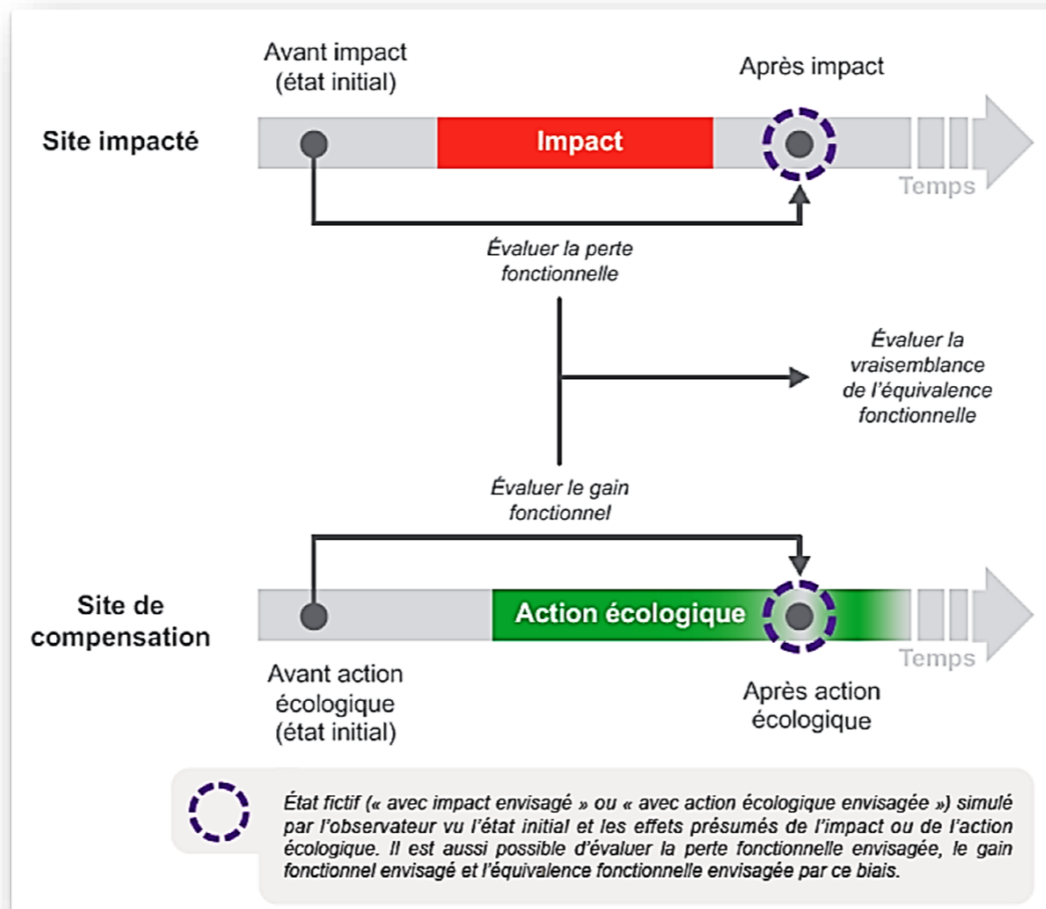 Avant impact
(état initial)
Après impact
Site impacté
Impact
Temps
Évaluer la perte
fonctionnelle
Évaluer la
vraisemblance
de l'équivalence
fonctionnelle
Évaluer le gain
fonctionnel
Site de
compensation
Action écologique
Temps
Avant action
écologique
(état initial)
Après action
écologique
État fictif (« avec impact envisagé » ou « avec action écologique envisagée ») simulé
par l'observateur vu l'état initial et les effets présumés de l'impact ou de l'action
écologique. Il est aussi possible d'évaluer la perte fonctionnelle envisagée, le gain
fonctionnel envisagé et l'équivalence fonctionnelle envisagée par ce biais.